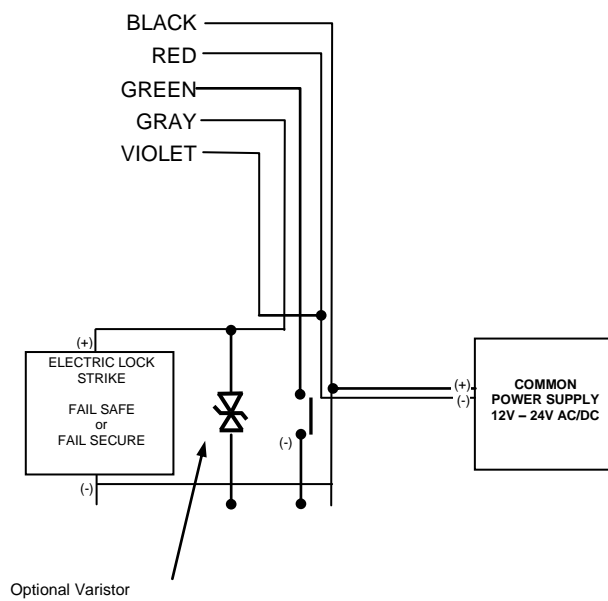 BLACK
RED
GREEN
GRAY
VIOLET
(+)
ELECTRIC LOCK
STRIKE
FAIL SAFE
or
FAIL SECURE
(-)
(-)
(+)
(-)
COMMON
POWER SUPPLY
12V – 24V AC/DC
Optional Varistor